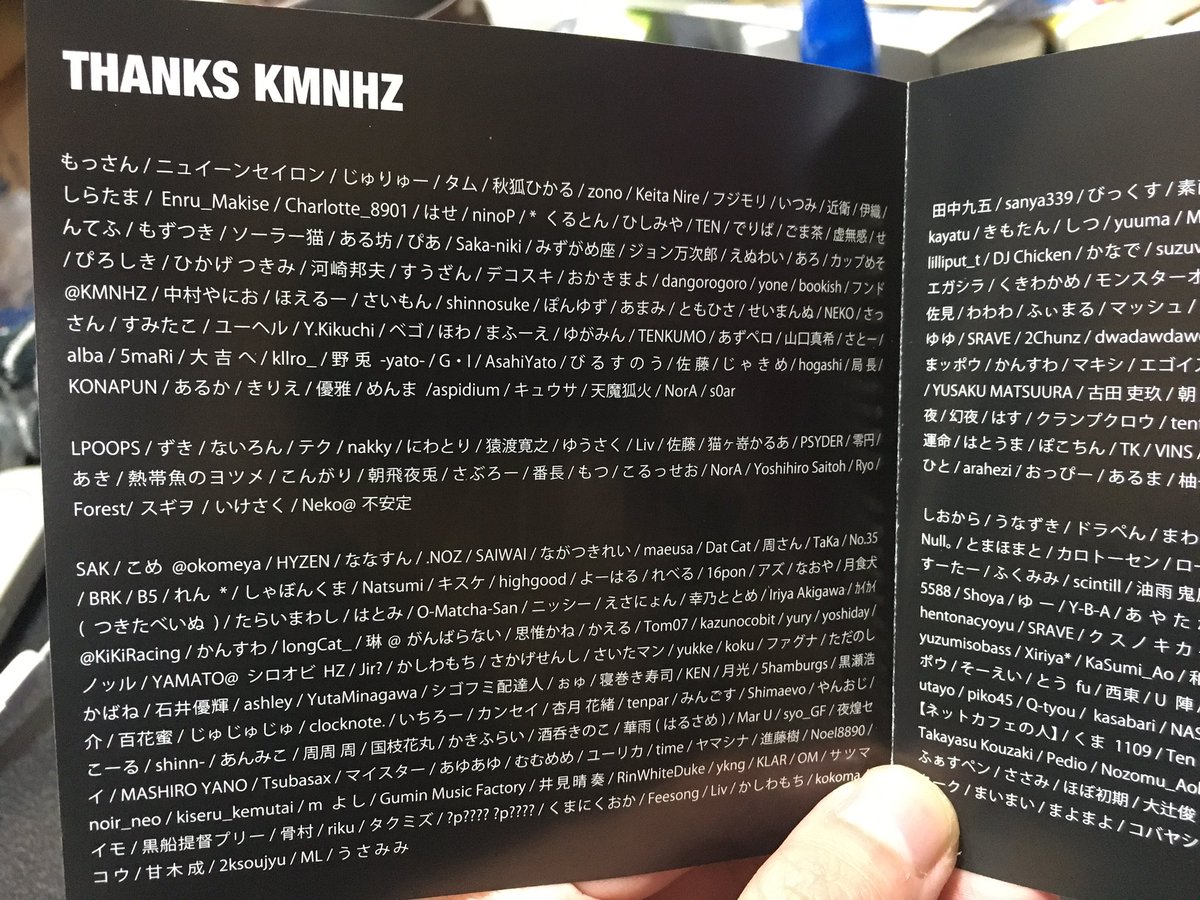 THANKS KMNHZ
もっさん / ニュイーンセイロン / じゅりゅー / タム / 秋狐ひかる / zono / Keita Nire / フジモリ / いつみ / 近衛 / 伊織 /
しらたま / Enru_Makise / Charlotte_8901 / はせ / ninoP / * くるとん / ひしみや / TEN / でりば / ごま茶 / 虚無感 / せ
んてふ / もずつき / ソーラー猫 / ある坊 / ぴあ / Saka-niki / みずがめ座 / ジョン万次郎 / えぬわい / あろ / カップめそ
/ ぴろしき / ひかげ つきみ / 河崎邦夫 / すうざん / デコスキ / おかきまよ / dangorogoro / yone / bookish / フンド
@KMNHZ / 中村やにお / ほえるー / さいもん / shinnosuke / ぽんゆず / あまみ / ともひさ / せいまんぬ / NEKO / さっ
さん / すみたこ / ユーヘル / Y.Kikuchi / ベゴ / ほわ / まふーえ / ゆがみん / TENKUMO / あずペロ / 山口真希 / さとー /
alba / 5maRi / 大 吉 へ / kllro_ / 野 兎 -yato- / G・I / AsahiYato / びるすのう / 佐藤 / じゃきめ / hogashi / 局長 /
KONAPUN / あるか / きりえ / 優雅 / めんま /aspidium / キュウサ / 天魔狐火 / NorA / s0ar
LPOOPS / ずき / ないろん / テク / nakky / にわとり / 猿渡寛之 / ゆうさく / Liv / 佐藤 / 猫ヶ嵜かるあ / PSYDER / 零円 /
あき / 熱帯魚のヨツメ / こんがり / 朝飛夜兎 / さぶろー / 番長 / もつ / こるっせお / NorA / Yoshihiro Saitoh / Ryo /
Forest/ スギヲ / いけさく / Neko@ 不安定
SAK / こめ @okomeya / HYZEN / ななすん / .NOZ / SAIWAI / ながつきれい / maeusa / Dat Cat / 周さん / TaKa / No.35
/ BRK / B5 / れん * / しゃぼんくま / Natsumi / キスケ / highgood / よーはる / れべる / 16pon / アズ / なおや / 月食犬
( つきたべいぬ ) / たらいまわし / はとみ / O-Matcha-San / ニッシー / えさにょん / 幸乃ととめ / Iriya Akigawa / ｶｲｶｲ
@KiKiRacing / かんすわ / longCat_ / 琳 @ がんばらない / 思惟かね / かえる / Tom07 / kazunocobit / yury / yoshiday /
ノッル / YAMATO@ シロオビ HZ / Jir? / かしわもち / さかげせんし / さいたマン / yukke / koku / ファグナ / ただのし
かばね / 石井優輝 / ashley / YutaMinagawa / シゴフミ配達人 / ぉゅ / 寝巻き寿司 / KEN / 月光 / 5hamburgs / 黒瀬浩
介 / 百花蜜 / じゅじゅじゅ / clocknote. / いちろー / カンセイ / 杏月 花緒 / tenpar / みんごす / Shimaevo / やんおじ /
こーる / shinn- / あんみこ / 周周 周 / 国枝花丸 / かきふらい / 酒呑きのこ / 華雨 ( はるさめ ) / Mar U / syo_GF / 夜煌セ
イ / MASHIRO YANO / Tsubasax / マイスター / あゆあゆ / むむめめ / ユーリカ / time / ヤマシナ / 進藤樹 / Noel8890 /
noir_neo / kiseru_kemutai / m よし / Gumin Music Factory / 井見晴奏 / RinWhiteDuke / ykng / KLAR / OM / サツマ
イモ / 黒船提督プリー / 骨村 / riku / タクミズ / ?p???? ?p???? / くまにくおか / Feesong / Liv / かしわもち / kokoma
コウ / 甘木成 / 2ksoujyu / ML / うさみみ
田中九五 / sanya339 / びっくす /
kayatu / きもたん / しつ / yuuma /
lilliput_t / DJ Chicken / かなで /
エガシラ / くきわかめ / モンスター
佐見 / わわわ / ふぃまる / マッシュ /
ゆゆ / SRAVE / 2Chunz / dwadawdawd
まッポウ / かんすわ / マキシ / エゴイ
/ YUSAKU MATSUURA / 古田 吏玖 / 朝
夜 / 幻夜 / はす / クランプクロウ / tent
運命 / はとうま / ぽこちん / TK / VINS /
ひと / arahezi / おっぴー / あるま / 柚
しおから / うなずき / ドラぺん / まわ
Null。 / とまほまと / カロトーセン / ロー
すーたー / ふくみみ / scintill / 油雨 鬼
5588 / Shoya / ゆ ー / Y-B-A / あ や た
hentonacyoyu / SRAVE / ク ス ノ キ カ
yuzumisobass / Xiriya* / KaSumi_Ao /
ポウ / そーえい / とう fu / 西東 / U 陣 /
utayo / piko45 / Q-tyou / kasabari / NAS
【ネットカフェの人】 / くま 1109 / Ten
Takayasu Kouzaki / Pedio / Nozomu_Aok
ふぁすペン / ささみ / ほぼ初期 / 大辻俊
ーク / まいまい / まよまよ / コバヤシ